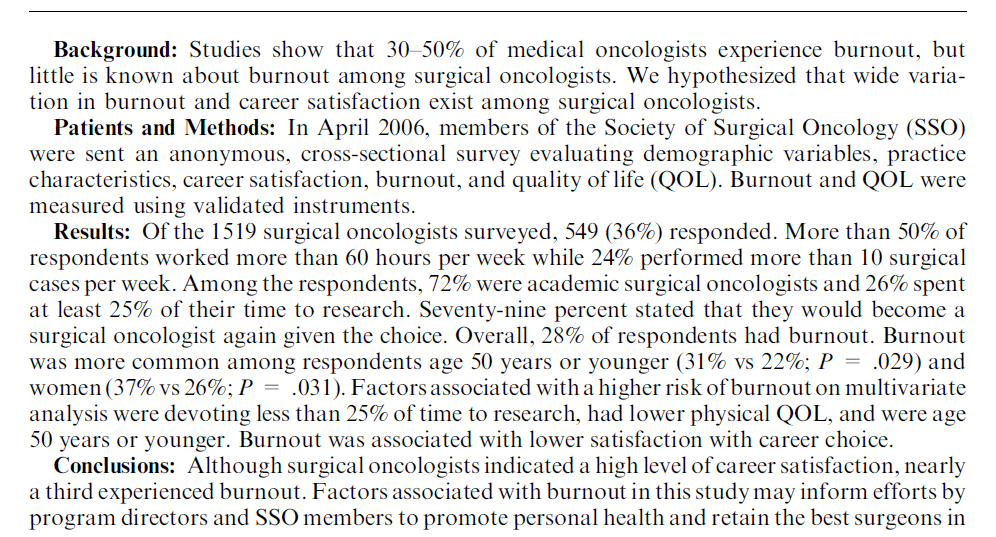 Background: Studies show that 30–50% of medical oncologists experience burnout, but
little is known about burnout among surgical oncologists. We hypothesized that wide varia-
tion in burnout and career satisfaction exist among surgical oncologists.
Patients and Methods: In April 2006, members of the Society of Surgical Oncology (SSO)
were sent an anonymous, cross-sectional survey evaluating demographic variables, practice
characteristics, career satisfaction, burnout, and quality of life (QOL). Burnout and QOL were
measured using validated instruments.
Results: Of the 1519 surgical oncologists surveyed, 549 (36%) responded. More than 50% of
respondents worked more than 60 hours per week while 24% performed more than 10 surgical
cases per week. Among the respondents, 72% were academic surgical oncologists and 26% spent
at least 25% of their time to research. Seventy-nine percent stated that they would become a
surgical oncologist again given the choice. Overall, 28% of respondents had burnout. Burnout
was more common among respondents age 50 years or younger (31% vs 22%; P = .029) and
women (37% vs 26%; P = .031). Factors associated with a higher risk of burnout on multivariate
analysis were devoting less than 25% of time to research, had lower physical QOL, and were age
50 years or younger. Burnout was associated with lower satisfaction with career choice.
Conclusions: Although surgical oncologists indicated a high level of career satisfaction, nearly
a third experienced burnout. Factors associated with burnout in this study may inform efforts by
program directors and SSO members to promote personal health and retain the best surgeons in